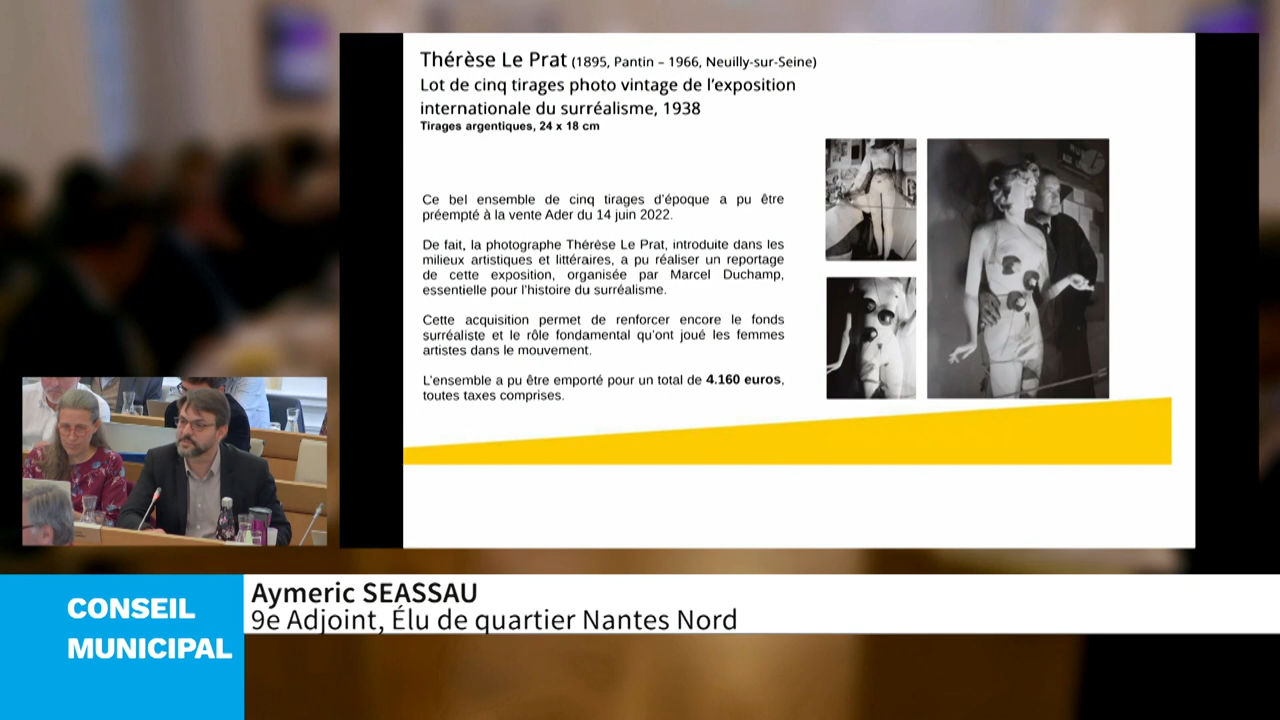 Thérèse Le Prat (1895, Pantin – 1966, Neuilly-sur-Seine)
Lot de cinq tirages photo vintage de l'exposition
internationale du surréalisme, 1938
Tirages argentiques, 24 x 18 cm
Ce bel ensemble de cinq tirages d'époque a pu être
préempté à la vente Ader du 14 juin 2022.
De fait, la photographe Thérèse Le Prat, introduite dans les
milieux artistiques et littéraires, a pu réaliser un reportage
de cette exposition, organisée par Marcel Duchamp,
essentielle pour l'histoire du surréalisme.
Cette acquisition permet de renforcer encore le fonds
surréaliste et le rôle fondamental qu'ont joué les femmes
artistes dans le mouvement.
L'ensemble a pu être emporté pour un total de 4.160 euros,
toutes taxes comprises.
Aymeric SEASSAU
9e Adjoint, Élu de quartier Nantes Nord
CONSEIL
MUNICIPAL